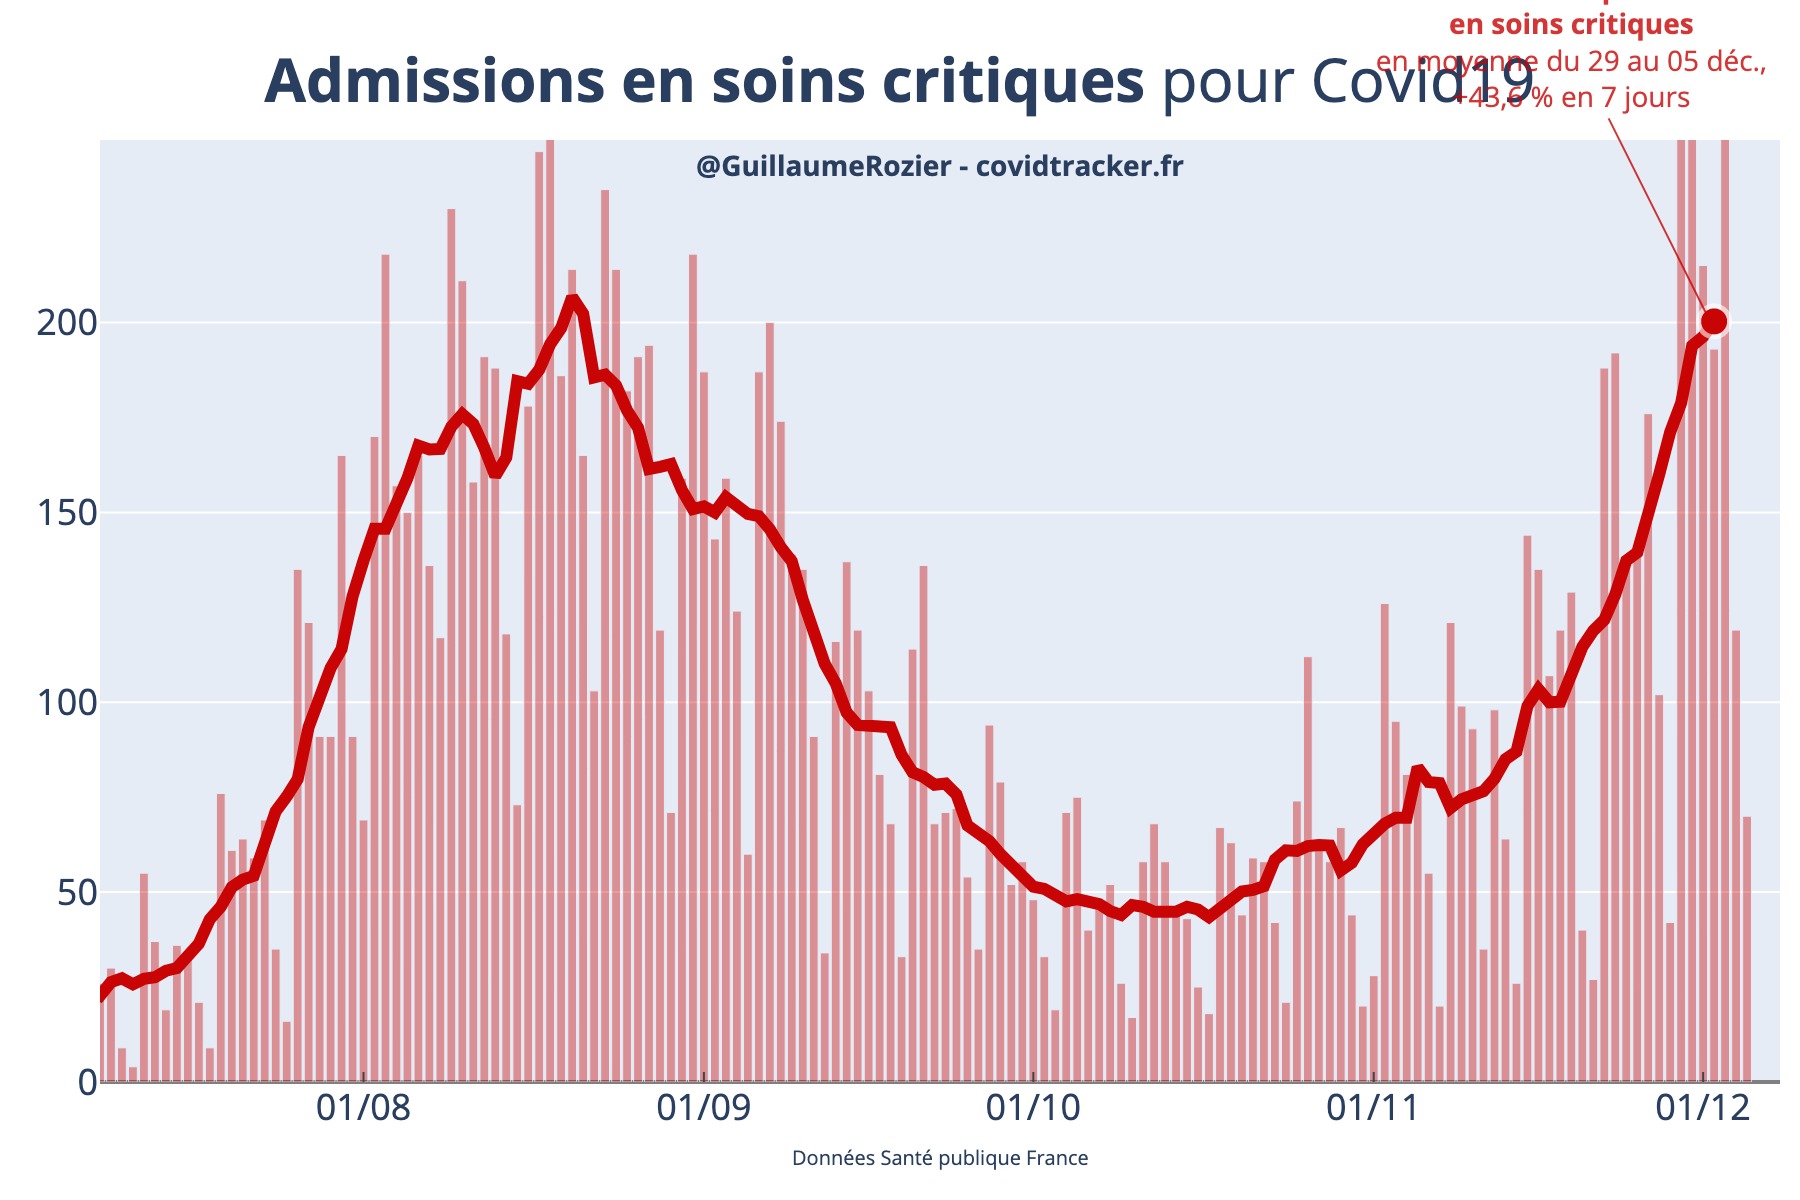 en soins critiques
en moyenne du 29 au 05 déc.,
+43,6 % en 7 jours
Admissions en soins critiques pour Covid19
@GuillaumeRozier - covidtracker.fr
200
150
100
50
0
01/08 01/09 01/10 01/11 01/12
Données Santé publique France